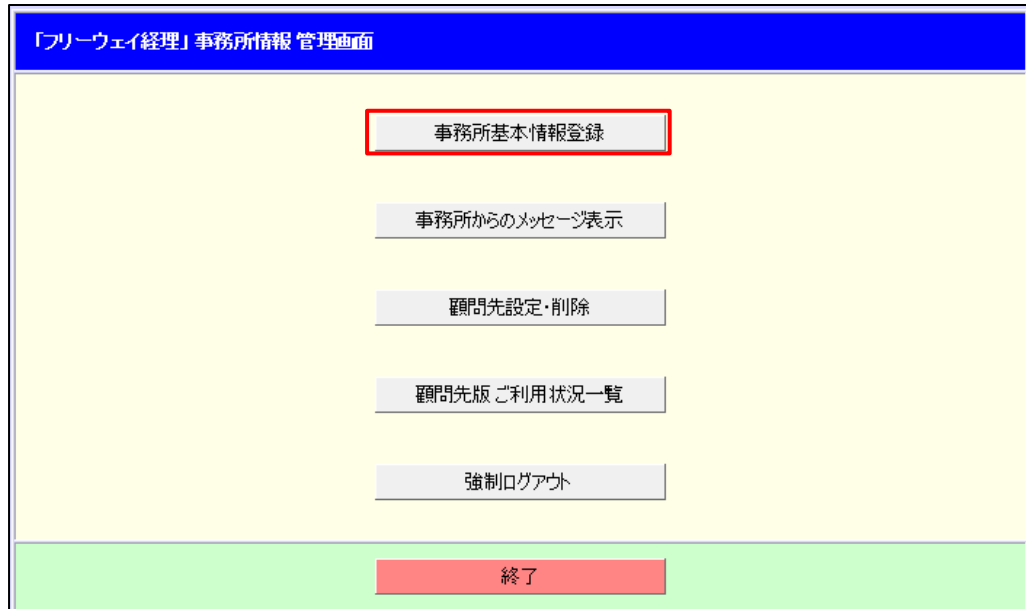 「フリーウェイ経理」事務所情報 管理画面
事務所基本情報登録
事務所からのメッセージ表示
顧問先設定・削除
顧問先版 ご利用状況一覧
強制ログアウト
終了